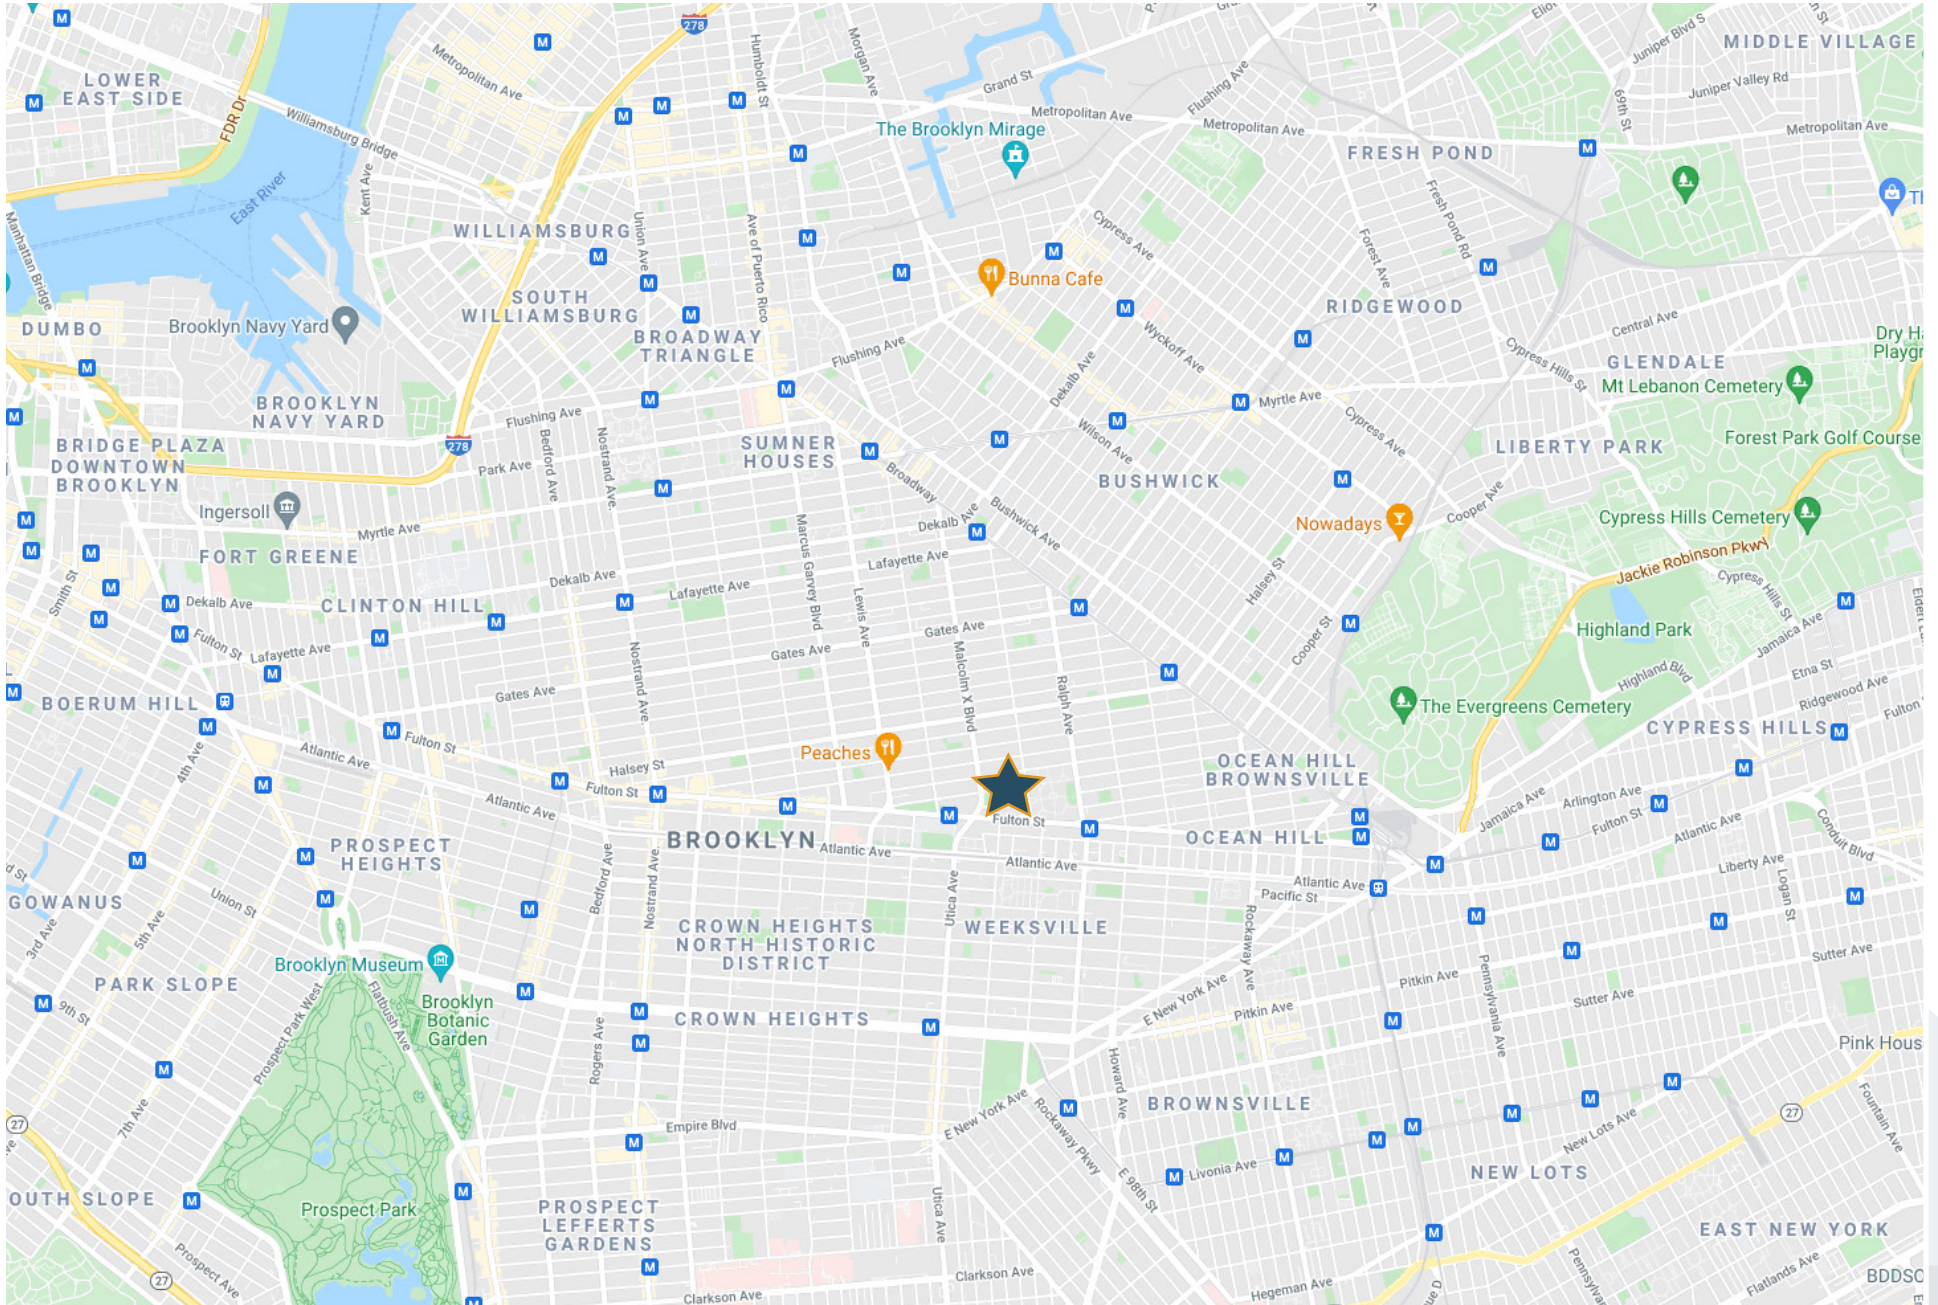 LOWER
EAST SIDE
FDR Dr
Williamsburg Bridge
East River
Kent Ave
Manhattan Bridge
Metropolitan Ave
278
Humboldt St
Morgan Ave
Grand St
Metropolitan Ave
Flushing Ave
Metropolitan Ave
The Brooklyn Mirage
FRESH POND
69th St
Juniper Blvd S
MIDDLE VILLAGE
Juniper Valley Rd
Metropolitan Ave
Eliot
WILLIAMSBURG
Union Ave
Ave of Puerto Rico
Cypress Ave
Forest Ave
Fresh Pond Rd
Bunna Cafe
SOUTH
WILLIAMSBURG
DUMBO
Brooklyn Navy Yard
BROADWAY
TRIANGLE
Flushing Ave
Wyckoff Ave
Dekalb Ave
RIDGEWOOD
Central Ave
Cypress Hills St
GLENDALE
Mt Lebanon Cemetery
BROOKLYN
NAVY YARD
Flushing Ave
Myrtle Ave
Cypress Ave
BRIDGE PLAZA
DOWNTOWN
BROOKLYN
278
Park Ave
Bedford Ave
Nostrand Ave
SUMNER
HOUSES
Broadway
Wilson Ave
BUSHWICK
LIBERTY PARK
Forest Park Golf Course
Ingersoll
Myrtle Ave
FORT GREENE
Marcus Garvey Blvd
Dekalb Ave
Bushwick Ave
Nowadays
Cooper Ave
Cypress Hills Cemetery
Jackie Robinson Pkwy
Cypress Hills St
Smith St
Dekalb Ave
CLINTON HILL
Dekalb Ave
Lafayette Ave
Lafayette Ave
Lewis Ave
Halsey St
Cooper St
Highland Park
Jamaica Ave
Fulton St
Lafayette Ave
Gates Ave
Gates Ave
Gates Ave
Nostrand Ave
Malcolm X Blvd
Ralph Ave
Highland Blvd
Etna St
Ridgewood Ave
Fulton
BOERUM HILL
The Evergreens Cemetery
CYPRESS HILLS
Atlantic Ave
Fulton St
4th Ave
Halsey St
Fulton St
Peaches
OCEAN HILL
BROWNSVILLE
Atlantic Ave
Fulton St
Jamaica Ave
Arlington Ave
Fulton St
Atlantic Ave
Conduit Blvd
PROSPECT
HEIGHTS
BROOKLYN
Atlantic Ave
Atlantic Ave
OCEAN HILL
Atlantic Ave
Pacific St
Liberty Ave
Logan St
GOWANUS
Union St
3rd Ave
5th Ave
Bedford Ave
Nostrand Ave
CROWN HEIGHTS
NORTH HISTORIC
DISTRICT
Utica Ave
WEEKSVILLE
Rockaway Ave
Brooklyn Museum
PARK SLOPE
9th St
Prospect Park West
Flatbush Ave
Brooklyn
Botanic
Garden
CROWN HEIGHTS
E New York Ave
Pitkin Ave
Pitkin Ave
Pennsylvania Ave
Sutter Ave
Sutter Ave
Rogers Ave
Howard Ave
Pink Hous
27
7th Ave
Empire Blvd
E New York Ave
Rockaway Pkwy
BROWNSVILLE
New Lots Ave
27
Fountain Ave
OUTH SLOPE
Prospect Park
PROSPECT
LEFFERTS
GARDENS
Utica Ave
E 98th St
Livonia Ave
NEW LOTS
EAST NEW YORK
27
Prospect Ave
Clarkson Ave
Clarkson Ave
Hegeman Ave
Flatlands Ave
BDDSC